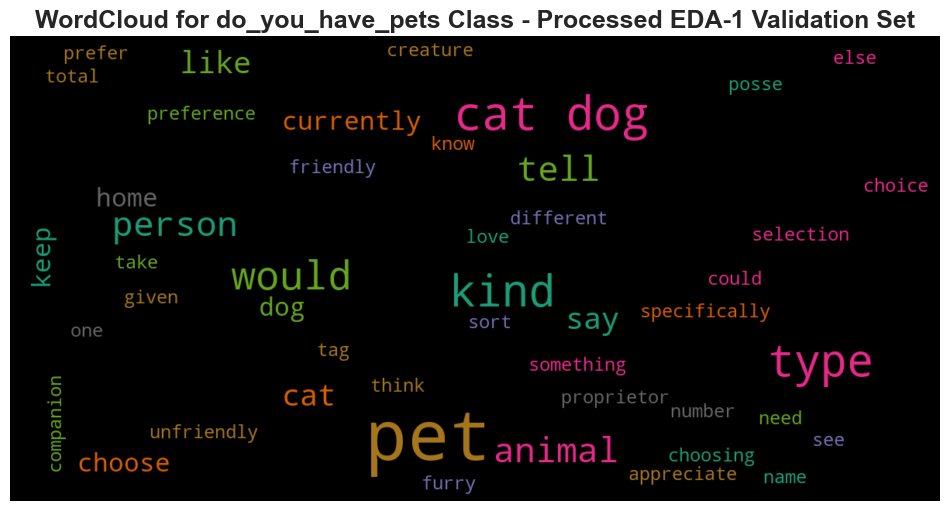 WordCloud for do_you_have_pets Class - Processed EDA-1 Validation Set
prefer
creature
else
total
like
posse
preference
currently
cat dog
know
friendly
tell
choice
home
person
different
love
selection
keep
take
would
kind
could
given
dog
sort
say
specifically
one
tag
something
type
companion
cat
think
proprietor
number
need
unfriendly
pet
animal
see
choose
choosing
furry
appreciate
name